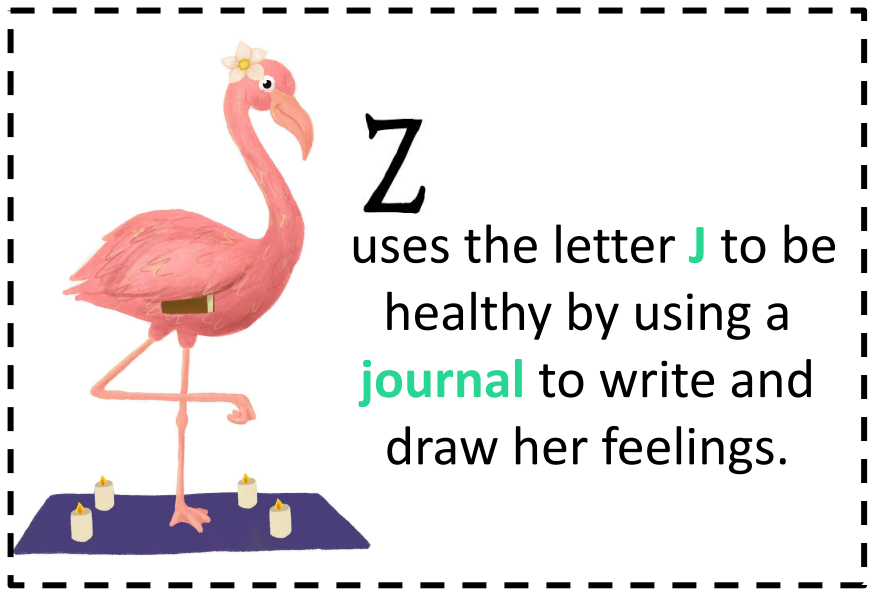 Z
uses the letter J to be
healthy by using a
journal to write and
draw her feelings.